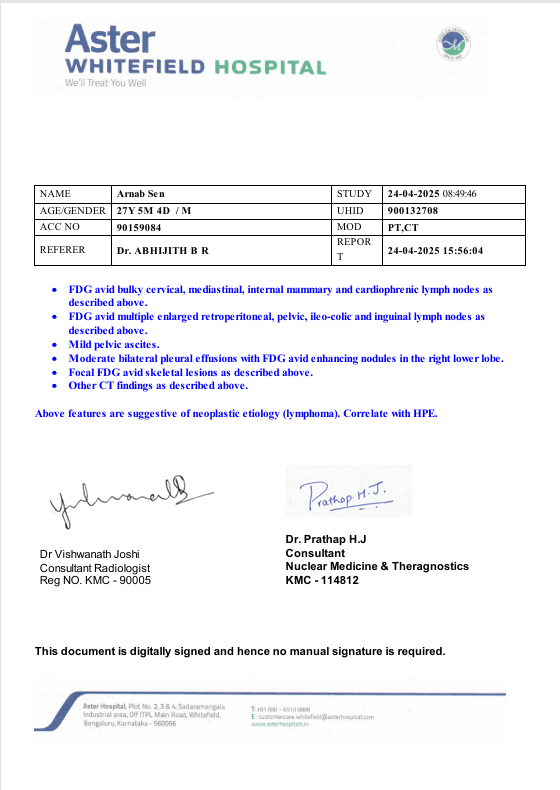 Aster
WHITEFIELD HOSPITAL
We'll Treat You Well
NAME Arnab Sen STUDY 24-04-2025 08:49:46
AGE/GENDER 27Y 5M 4D / M UHID 900132708
ACC NO 90159084 MOD PT,CT
REFERER Dr. ABHIJITH B R REPOR
T 24-04-2025 15:56:04
• FDG avid bulky cervical, mediastinal, internal mammary and cardiophrenic lymph nodes as
described above.
• FDG avid multiple enlarged retroperitoneal, pelvic, ileo-colic and inguinal lymph nodes as
described above.
• Mild pelvic ascites.
• Moderate bilateral pleural effusions with FDG avid enhancing nodules in the right lower lobe.
• Focal FDG avid skeletal lesions as described above.
• Other CT findings as described above.
Above features are suggestive of neoplastic etiology (lymphoma). Correlate with HPE.
Prathap H.J.
Dr Vishwanath Joshi
Consultant Radiologist
Reg NO. KMC - 90005
Dr. Prathap H.J
Consultant
Nuclear Medicine & Theragnostics
KMC - 114812
This document is digitally signed and hence no manual signature is required.
Aster Hospital, Plot No. 2, 3 & 4, Sadaramangala
Industrial area, Off ITPL Main Road, Whitefield,
Bengaluru, Karnataka - 560066
T: +91 080 - 4510 8888
E : customercare.whitefield@asterhospital.com
www.asterhospitals.in